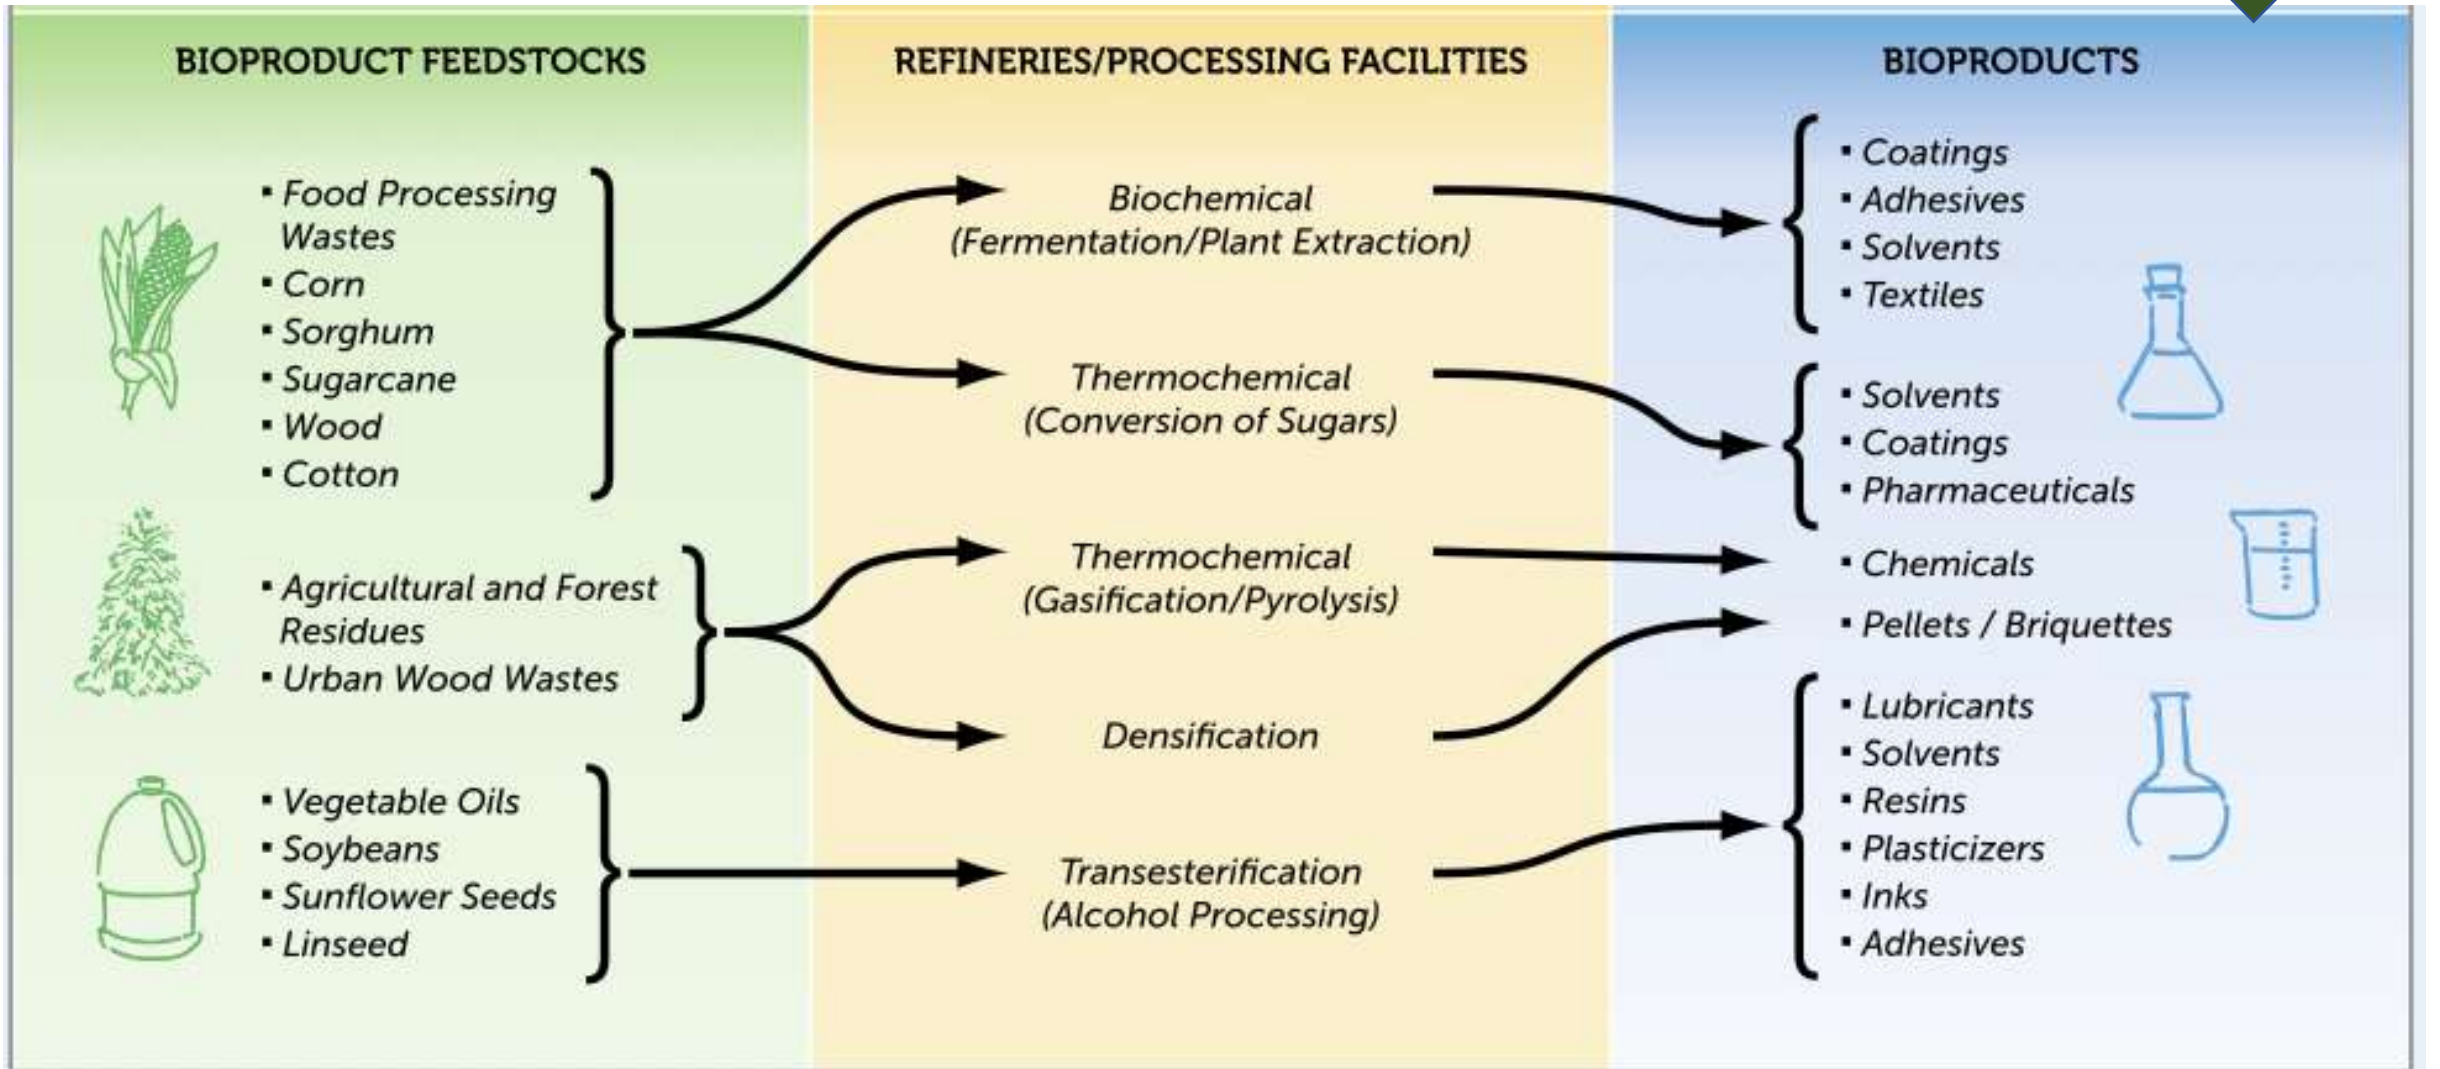 BIOPRODUCT FEEDSTOCKS
▪ Food Processing
Wastes
▪ Corn
▪ Sorghum
▪ Sugarcane
▪ Wood
▪ Cotton
▪ Agricultural and Forest
Residues
▪ Urban Wood Wastes
▪ Vegetable Oils
▪ Soybeans
▪ Sunflower Seeds
▪ Linseed
REFINERIES/PROCESSING FACILITIES
Biochemical
(Fermentation/Plant Extraction)
Thermochemical
(Conversion of Sugars)
Thermochemical
(Gasification/Pyrolysis)
Densification
Transesterification
(Alcohol Processing)
BIOPRODUCTS
▪ Coatings
▪ Adhesives
▪ Solvents
▪ Textiles
▪ Solvents
▪ Coatings
▪ Pharmaceuticals
▪ Chemicals
▪ Pellets / Briquettes
▪ Lubricants
▪ Solvents
▪ Resins
▪ Plasticizers
▪ Inks
▪ Adhesives